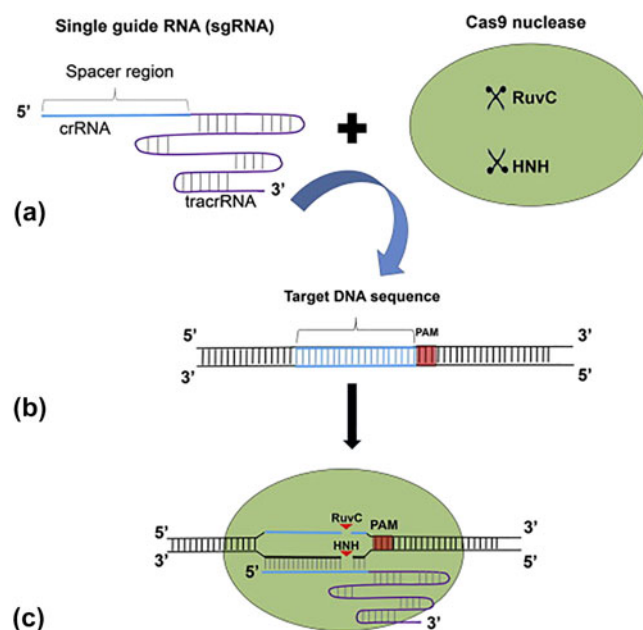 Single guide RNA (sgRNA)
Cas9 nuclease
Spacer region
5’
crRNA
RuvC
HNH
3’
tracrRNA
(a)
Target DNA sequence
PAM
5’
3’
3’
5’
(b)
RuvC
PAM
5’
3’
HNH
3’
5’
5’
3’
(c)